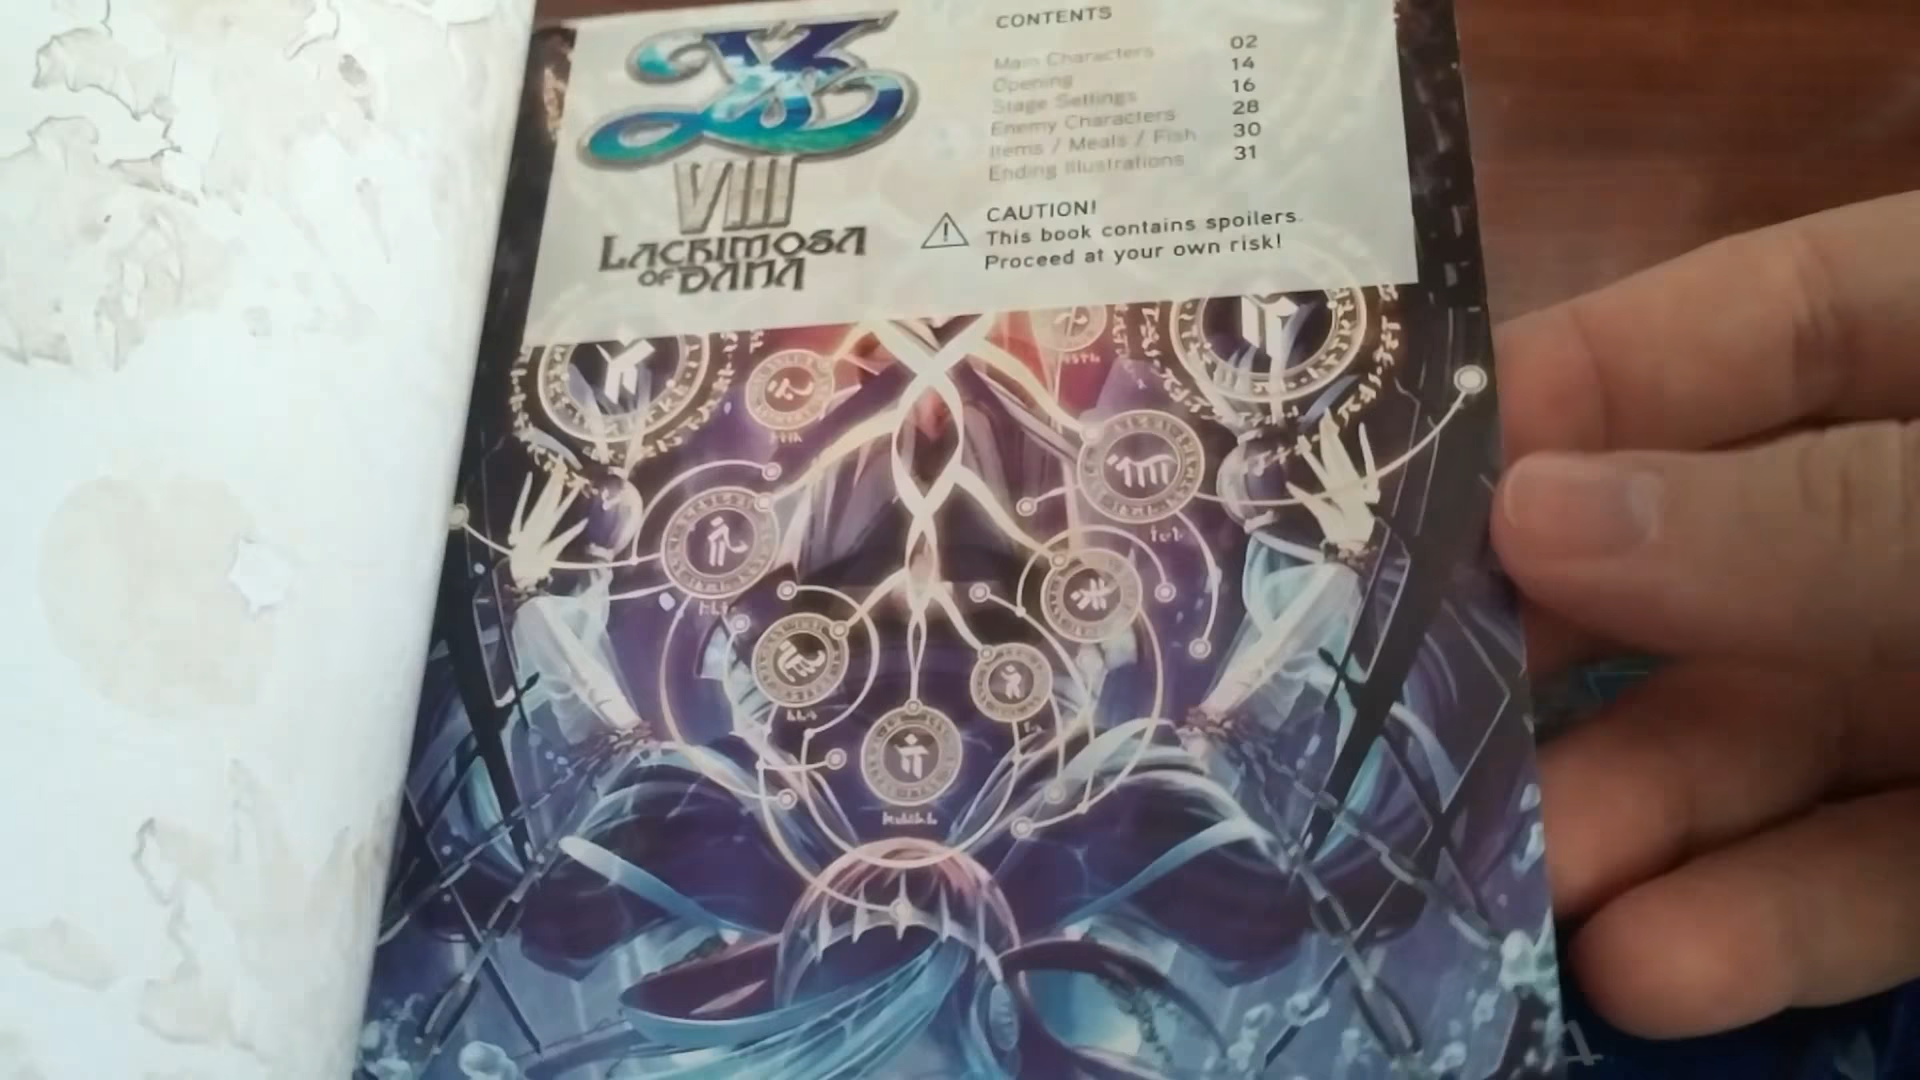 Ys
VIII
LACRIMOSA
OF DANA
CONTENTS
Main Characters 02
Opening 14
Stage Settings 16
Enemy Characters 28
Items / Meals / Fish 30
Ending Illustrations 31
CAUTION!
This book contains spoilers.
Proceed at your own risk!